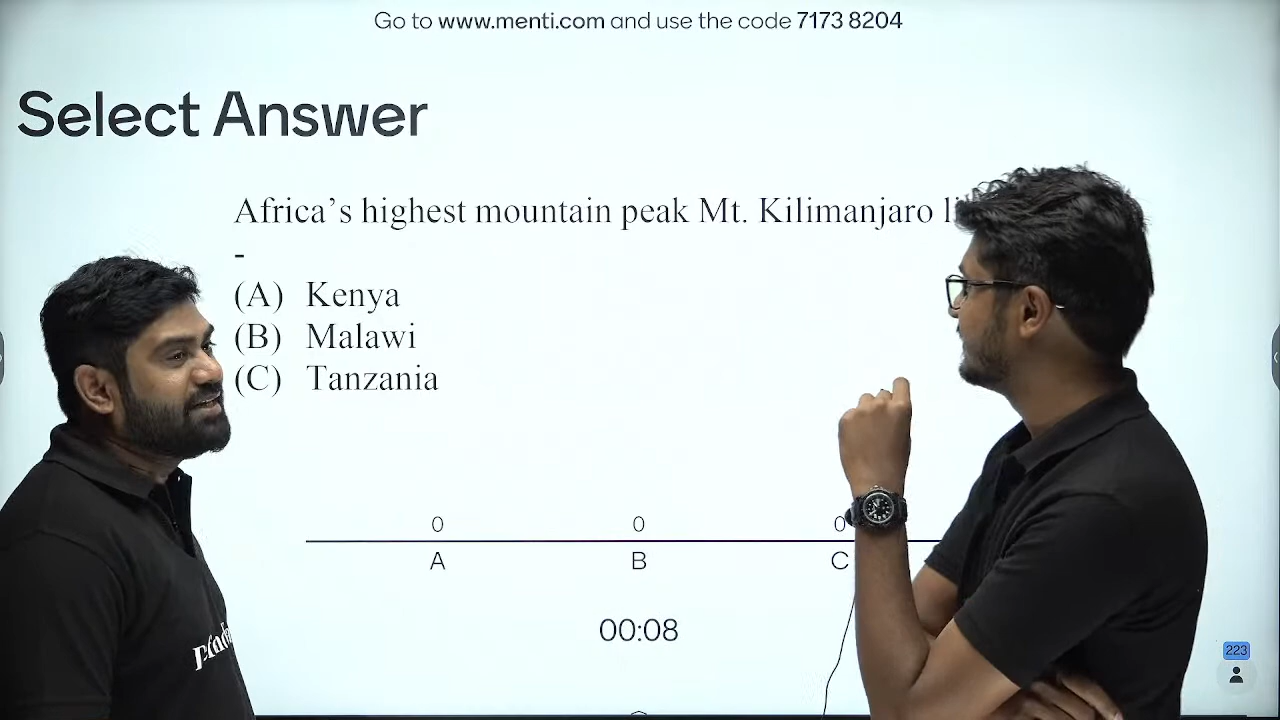 Go to www.menti.com and use the code 7173 8204
Select Answer
Africa's highest mountain peak Mt. Kilimanjaro
-
(A) Kenya
(B) Malawi
(C) Tanzania
0 0 0
A B C
00:08
223